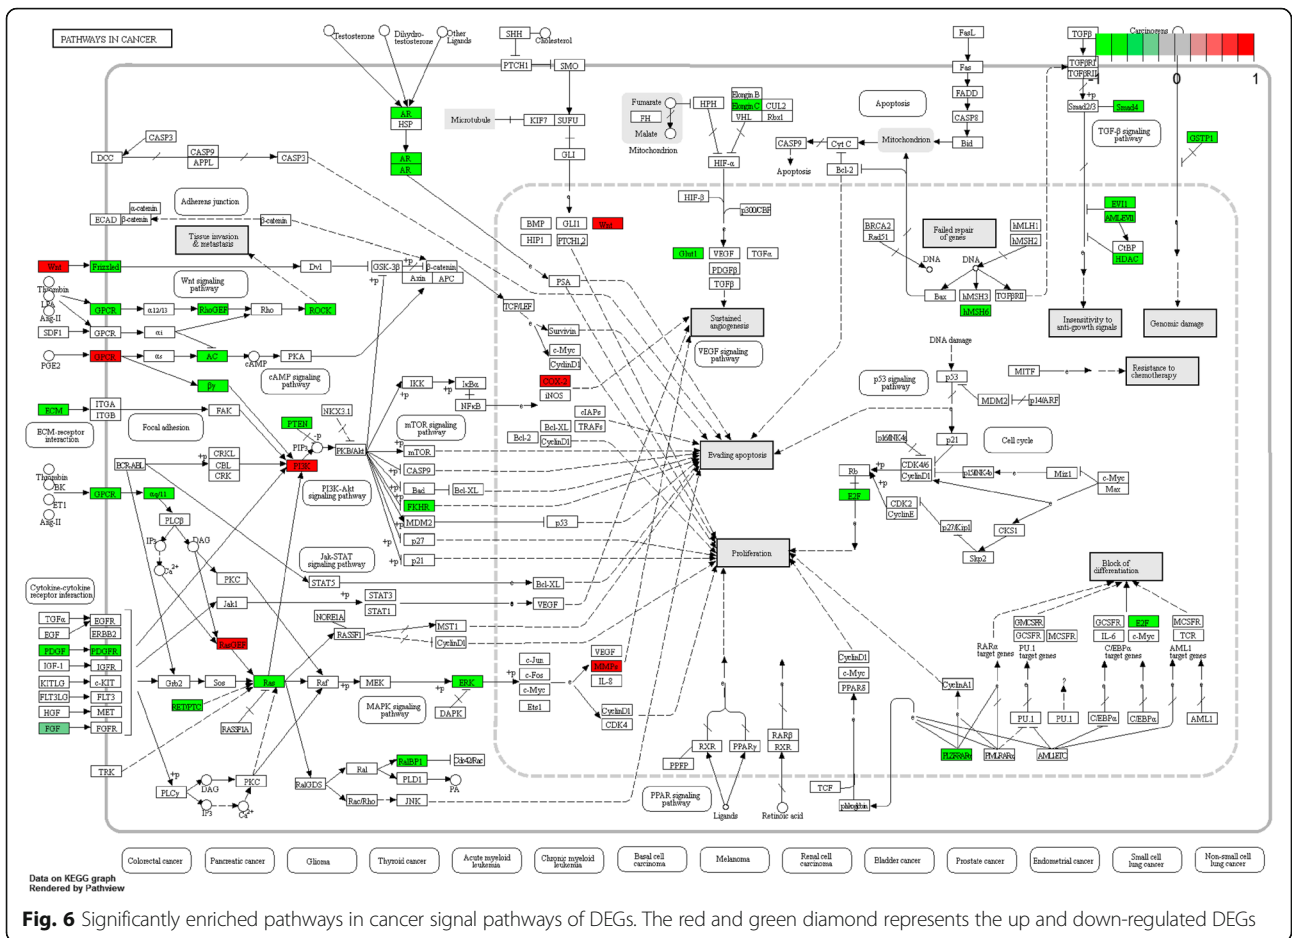 PATHWAYS IN CANCER
Testosterone
Dihydro-
testosterone
Other
Ligands
SHH
Cholesterol
PTCH1
SMO
FasL
Fas
FADD
CASP8
Bid
TGFβ
TGFβRI
TGFβRII
Carcinogens
-1
0
1
+p
Smad2/3
Smad4
TGF-β signaling
pathway
GSTP1
AR
HSP
AR
AR
Microtubule
KIF7
SUFU
GLI
Fumarate
FH
Malate
Mitochondrion
HPH
Elongin B
Elongin C
CUL2
VHL
Rbx1
HIF-α
Apoptosis
CASP9
Cyt C
Mitochondrion
Apoptosis
Bcl-2
DCC
CASP3
CASP9
APPL
CASP3
Adherens junction
ECAD
α-catenin
β-catenin
β-catenin
Tissue invasion
& metastasis
HIF-β
p300/CBP
BMP
GLI1
Wnt
HIP1
PTCH1,2
Glut1
VEGF
TGFα
PDGFβ
TGFβ
BRCA2
Rad51
Failed repair
of genes
hMLH1
hMSH2
DNA
DNA
Bax
hMSH3
TGFβRII
hMSH6
EVI1
AML-EVI1
CtBP
HDAC
Wnt
Frizzled
Wnt signaling
pathway
Dvl
GSK-3β
β-catenin
Axin
APC
+p
TCF/LEF
PSA
Thrombin
LPA
Ang-II
GPCR
α12/13
RhoGEF
Rho
ROCK
SDF1
GPCR
αi
PGE2
GPCR
αs
AC
cAMP
PKA
cAMP signaling
pathway
βγ
Survivin
c-Myc
CyclinD1
COX-2
iNOS
Sustained
angiogenesis
VEGF signaling
pathway
Insensitivity to
anti-growth signals
Genomic damage
DNA damage
p53 signaling
pathway
p53
MDM2
p14/ARF
MITF
Resistance to
chemotherapy
p21
Cell cycle
ECM
ITGA
ITGB
ECM-receptor
interaction
FAK
Focal adhesion
PTEN
NKX3.1
PIP3
-p
PKB/Akt
PI3K
PI3K-Akt
signaling pathway
IKK
IκBα
NFκB
mTOR signaling
pathway
mTOR
CASP9
Bad
Bcl-XL
FKHR
MDM2
p53
p27
p21
cIAPs
Bcl-XL
TRAFs
Bcl-2
CyclinD1
Evading apoptosis
Proliferation
BCR-ABL
CRKL
CBL
CRK
+p
Thrombin
BK
ET1
Ang-II
GPCR
αq/11
PLCβ
IP3
DAG
Ca2+
PKC
Jak-STAT
signaling pathway
STAT5
Bcl-XL
Jak1
STAT3
STAT1
VEGF
p16INK4a
CDK4/6
CyclinD1
p15INK4b
Miz1
c-Myc
Max
Rb
+p
E2F
CDK2
CyclinE
p27/Kip1
CKS1
Skp2
Block of
differentiation
Cytokine-cytokine
receptor interaction
TGFα
EGFR
EGF
ERBB2
PDGF
PDGFR
IGF-1
IGFR
KITLG
c-KIT
FLT3LG
FLT3
HGF
MET
FGF
FGFR
TRK
NORE1A
RASSF1
MST1
CyclinD1
RasGEF
Grb2
Sos
Ras
Raf
+p
MEK
+p
ERK
RET/PTC
RASSF1A
MAPK signaling
pathway
DAPK
c-Jun
c-Fos
c-Myc
Ets1
VEGF
MMPs
IL-8
CyclinD1
CDK4
GMCSFR
GCSFR
MCSFR
RARα
target genes
PU.1
target genes
GCSFR
E2F
IL-6
c-Myc
C/EBPα
target genes
MCSFR
TCR
AML1
target genes
CyclinD1
c-Myc
PPARδ
CyclinA1
PU.1
PU.1
C/EBPα
C/EBPα
AML1
PLZF-RARα
PML-RARα
AML1-ETO
RalBP1
Cdc42/Rac
Ral
PLD1
PA
RalGDS
Rac/Rho
JNK
PLCγ
+p
DAG
IP3
PKC
Ca2+
RXR
PPARγ
PPFP
RARβ
RXR
PPAR signaling
pathway
Ligands
Retinoic acid
TCF
Colorectal cancer
Pancreatic cancer
Glioma
Thyroid cancer
Acute myeloid
leukemia
Chronic myeloid
leukemia
Basal cell
carcinoma
Melanoma
Renal cell
carcinoma
Bladder cancer
Prostate cancer
Endometrial cancer
Small cell
lung cancer
Non-small cell
lung cancer
Data on KEGG graph
Rendered by Pathview
Fig. 6 Significantly enriched pathways in cancer signal pathways of DEGs. The red and green diamond represents the up and down-regulated DEGs